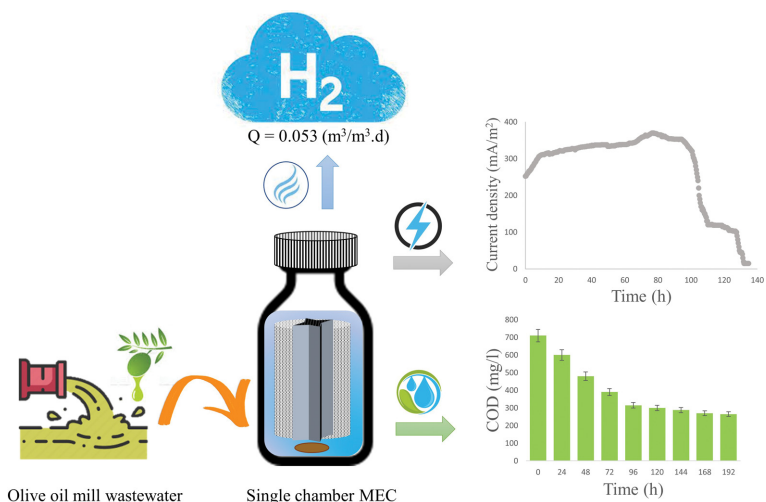 H₂
Q = 0.053 (m³/m³.d)
Current density (mA/m²)
400
300
200
100
0
0 20 40 60 80 100 120 140
Time (h)
COD (mg/l)
800
700
600
500
400
300
200
100
0
0 24 48 72 96 120 144 168 192
Time (h)
Olive oil mill wastewater
Single chamber MEC